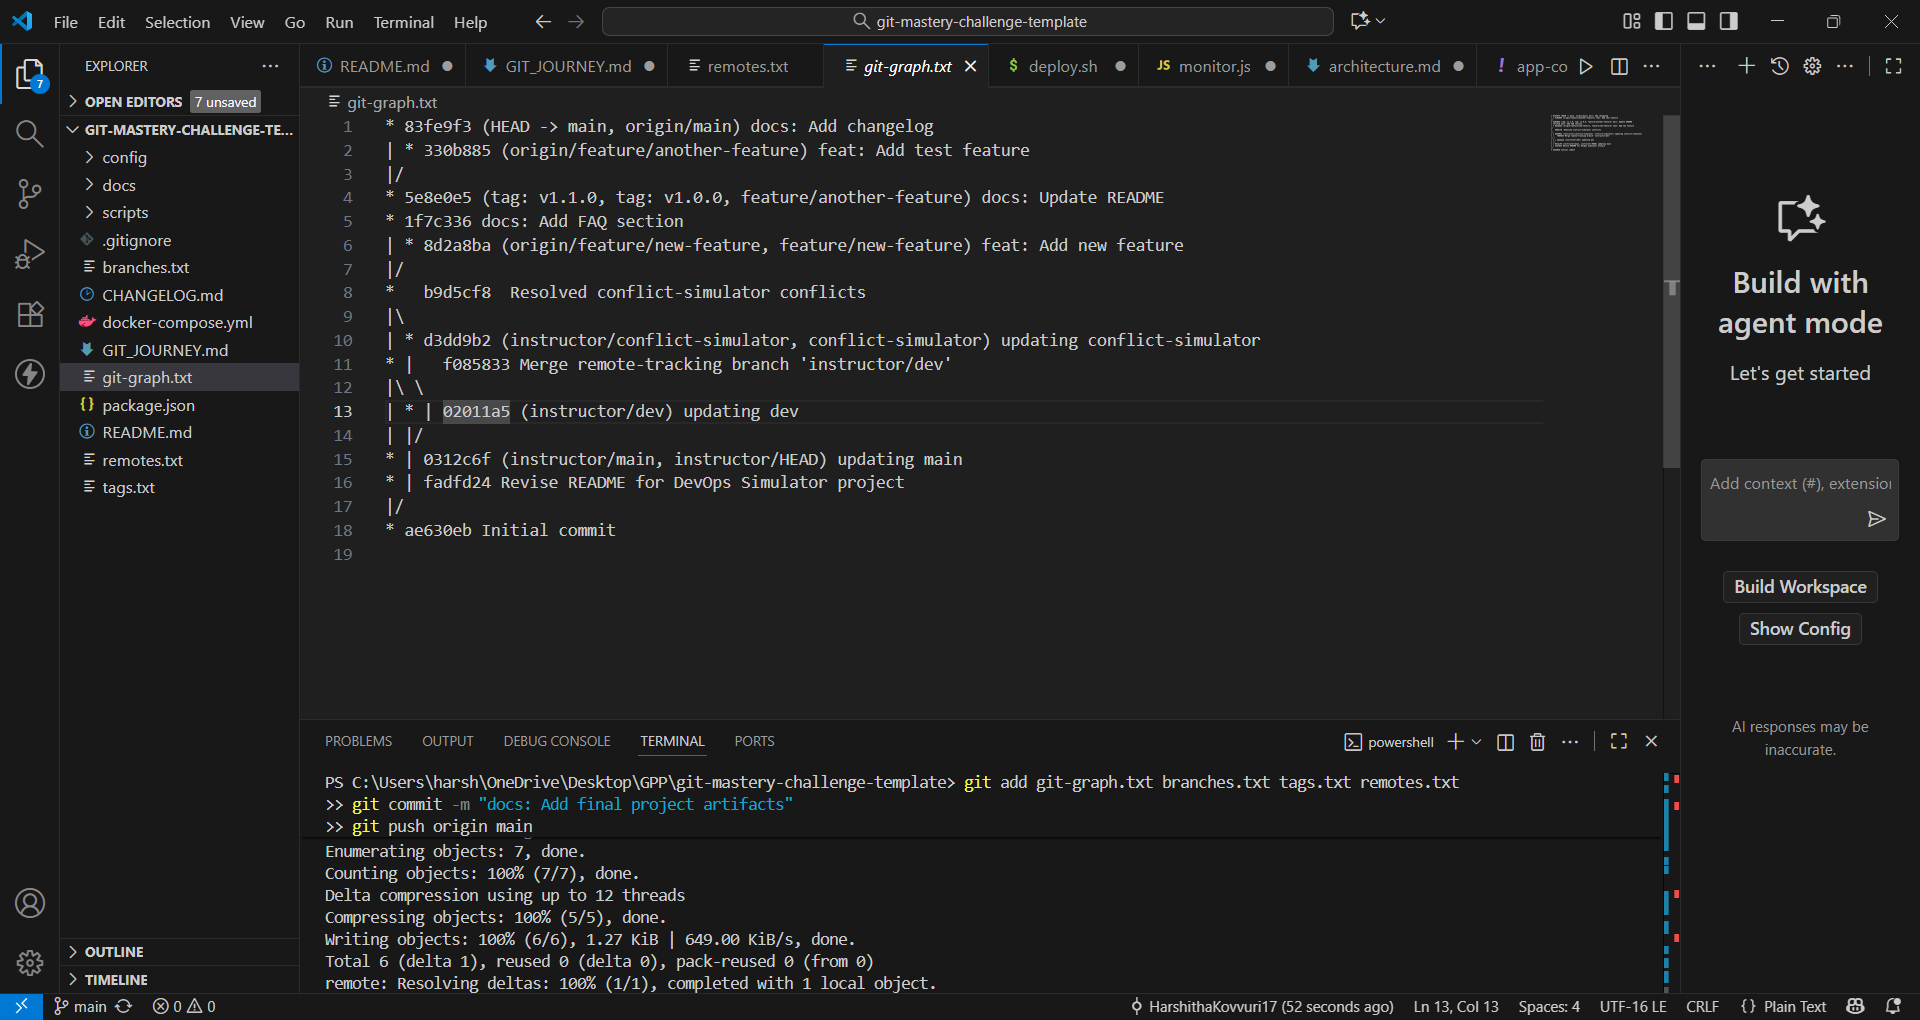 File Edit Selection View Go Run Terminal Help
git-mastery-challenge-template
EXPLORER
OPEN EDITORS 7 unsaved
GIT-MASTERY-CHALLENGE-TE...
config
docs
scripts
.gitignore
branches.txt
CHANGELOG.md
docker-compose.yml
GIT_JOURNEY.md
git-graph.txt
package.json
README.md
remotes.txt
tags.txt
OUTLINE
TIMELINE
7
README.md GIT_JOURNEY.md remotes.txt git-graph.txt $ deploy.sh JS monitor.js architecture.md ! app-co
git-graph.txt
1 * 83fe9f3 (HEAD -> main, origin/main) docs: Add changelog
2 | * 330b885 (origin/feature/another-feature) feat: Add test feature
3 |/
4 * 5e8e0e5 (tag: v1.1.0, tag: v1.0.0, feature/another-feature) docs: Update README
5 * 1f7c336 docs: Add FAQ section
6 | * 8d2a8ba (origin/feature/new-feature, feature/new-feature) feat: Add new feature
7 |/
8 *   b9d5cf8  Resolved conflict-simulator conflicts
9 |\
10 | * d3dd9b2 (instructor/conflict-simulator, conflict-simulator) updating conflict-simulator
11 * |   f085833 Merge remote-tracking branch 'instructor/dev'
12 |\ \
13 | * | 02011a5 (instructor/dev) updating dev
14 | |/
15 * | 0312c6f (instructor/main, instructor/HEAD) updating main
16 * | fadfd24 Revise README for DevOps Simulator project
17 |/
18 * ae630eb Initial commit
19
Build with
agent mode
Let's get started
Add context (#), extension
Build Workspace
Show Config
AI responses may be
inaccurate.
PROBLEMS OUTPUT DEBUG CONSOLE TERMINAL PORTS
powershell
PS C:\Users\harsh\OneDrive\Desktop\GPP\git-mastery-challenge-template> git add git-graph.txt branches.txt tags.txt remotes.txt
>> git commit -m "docs: Add final project artifacts"
>> git push origin main
Enumerating objects: 7, done.
Counting objects: 100% (7/7), done.
Delta compression using up to 12 threads
Compressing objects: 100% (5/5), done.
Writing objects: 100% (6/6), 1.27 KiB | 649.00 KiB/s, done.
Total 6 (delta 1), reused 0 (delta 0), pack-reused 0 (from 0)
remote: Resolving deltas: 100% (1/1), completed with 1 local object.
main 0 0 HarshithaKovvuri17 (52 seconds ago) Ln 13, Col 13 Spaces: 4 UTF-16 LE CRLF {} Plain Text